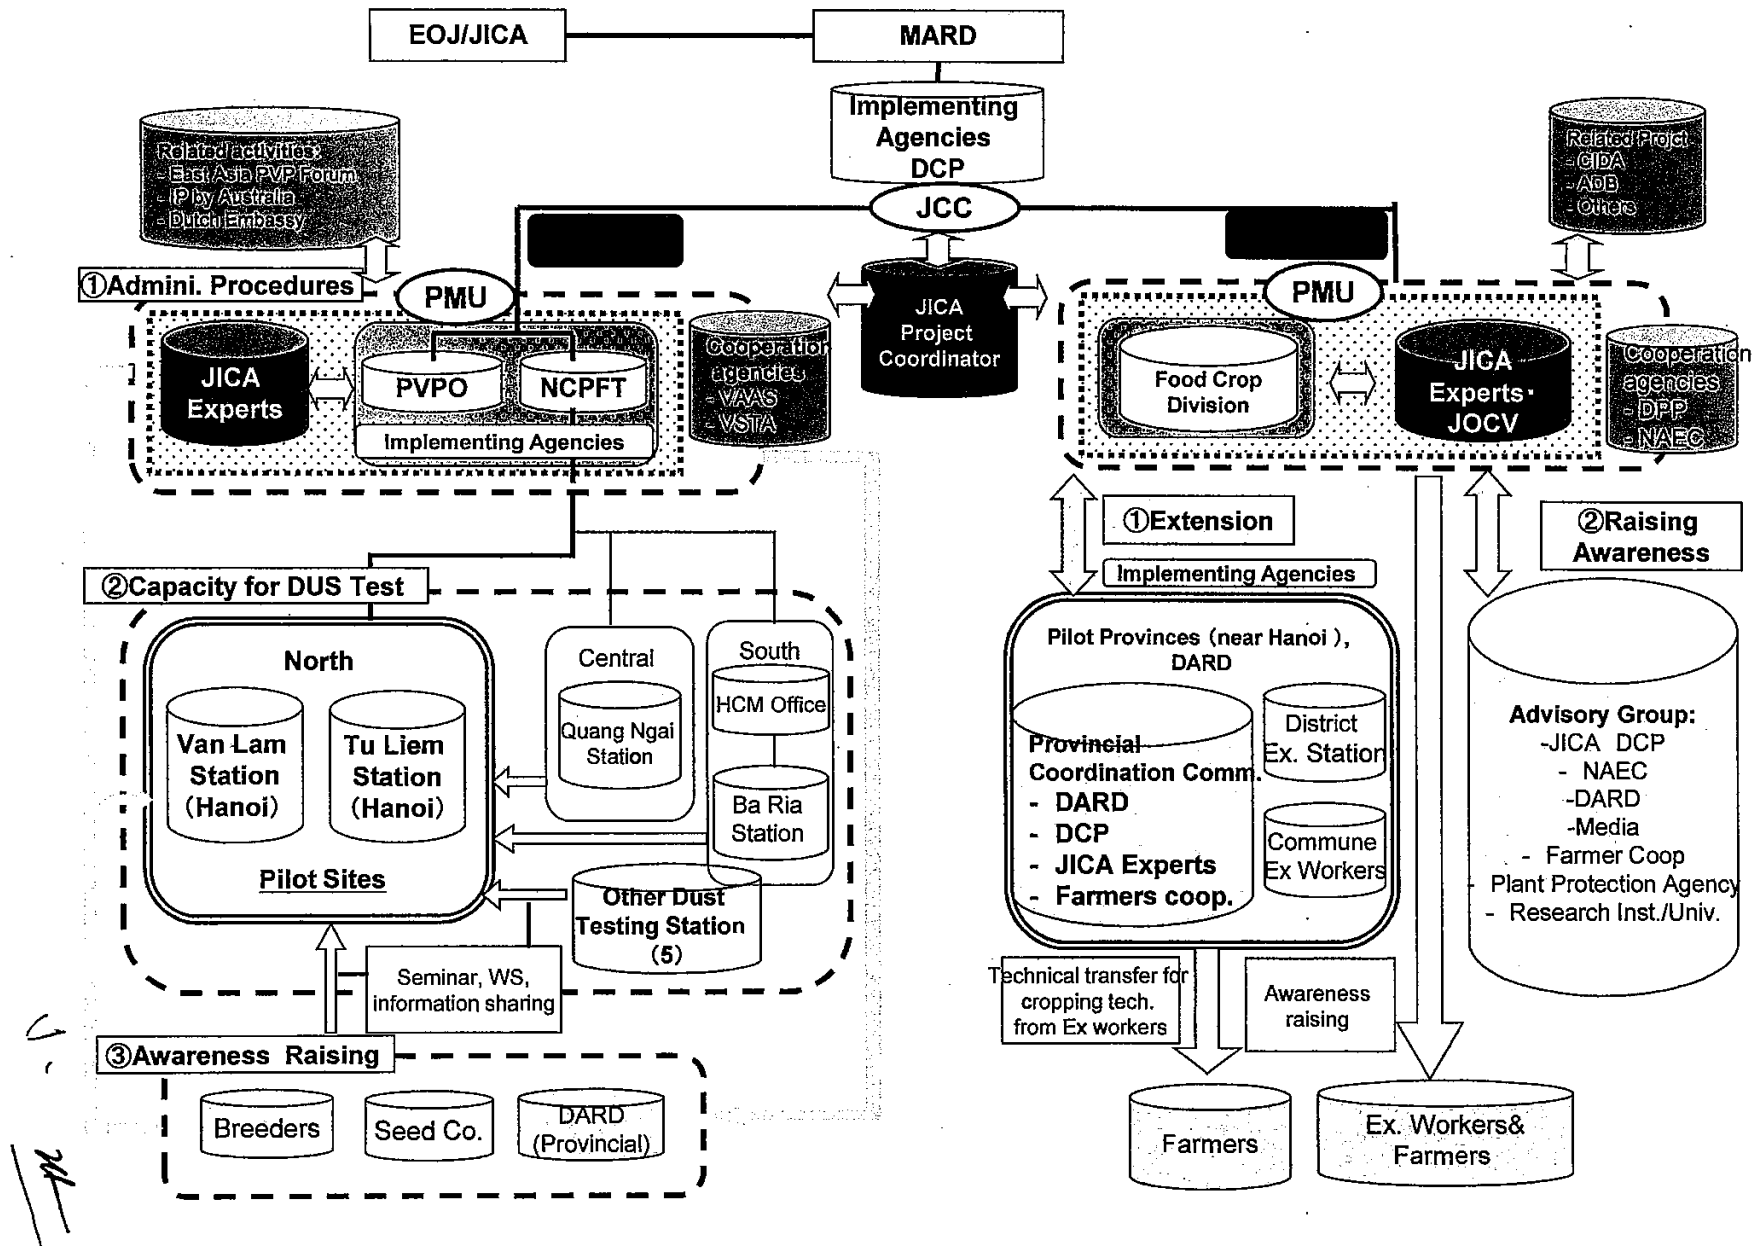 EOJ/JICA
MARD
Implementing
Agencies
DCP
JCC
Related activities:
- East Asia PVP Forum
- IP by Australia
- Dutch Embassy
Related Projct
- CIDA
- ADB
- Others
①Admini. Procedures
PMU
JICA
Experts
PVPO
NCPFT
Implementing Agencies
Cooperation
agencies
- VAAS
- VSTA
JICA
Project
Coordinator
PMU
Food Crop
Division
JICA
Experts・
JOCV
Cooperation
agencies
- DPP
- NAEC
②Capacity for DUS Test
North
Van Lam
Station
(Hanoi)
Tu Liem
Station
(Hanoi)
Pilot Sites
Central
Quang Ngai
Station
South
HCM Office
Ba Ria
Station
Other Dust
Testing Station
(5)
Seminar, WS,
information sharing
③Awareness Raising
Breeders
Seed Co.
DARD
(Provincial)
①Extension
Implementing Agencies
Pilot Provinces (near Hanoi ),
DARD
Provincial
Coordination Comm.
- DARD
- DCP
- JICA Experts
- Farmers coop.
District
Ex. Station
Commune
Ex Workers
②Raising
Awareness
Advisory Group:
-JICA DCP
- NAEC
-DARD
-Media
- Farmer Coop
- Plant Protection Agency
- Research Inst./Univ.
Technical transfer for
cropping tech.
from Ex workers
Awareness
raising
Farmers
Ex. Workers&
Farmers